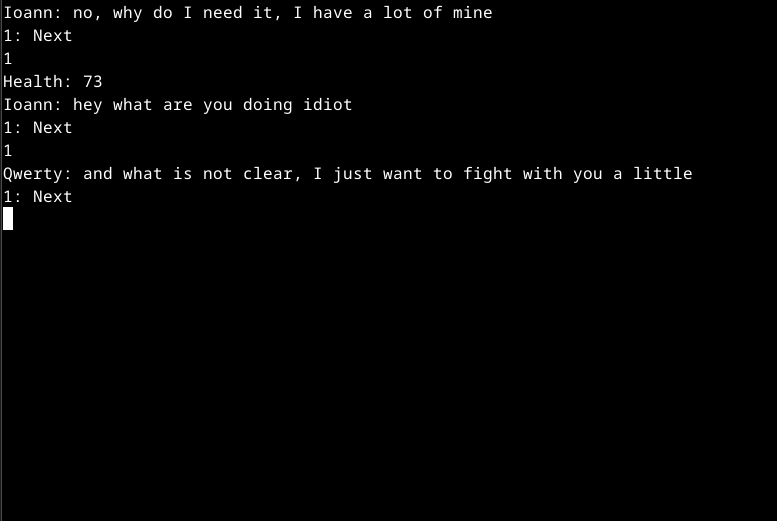 Ioann: no, why do I need it, I have a lot of mine
1: Next
1
Health: 73
Ioann: hey what are you doing idiot
1: Next
1
Qwerty: and what is not clear, I just want to fight with you a little
1: Next